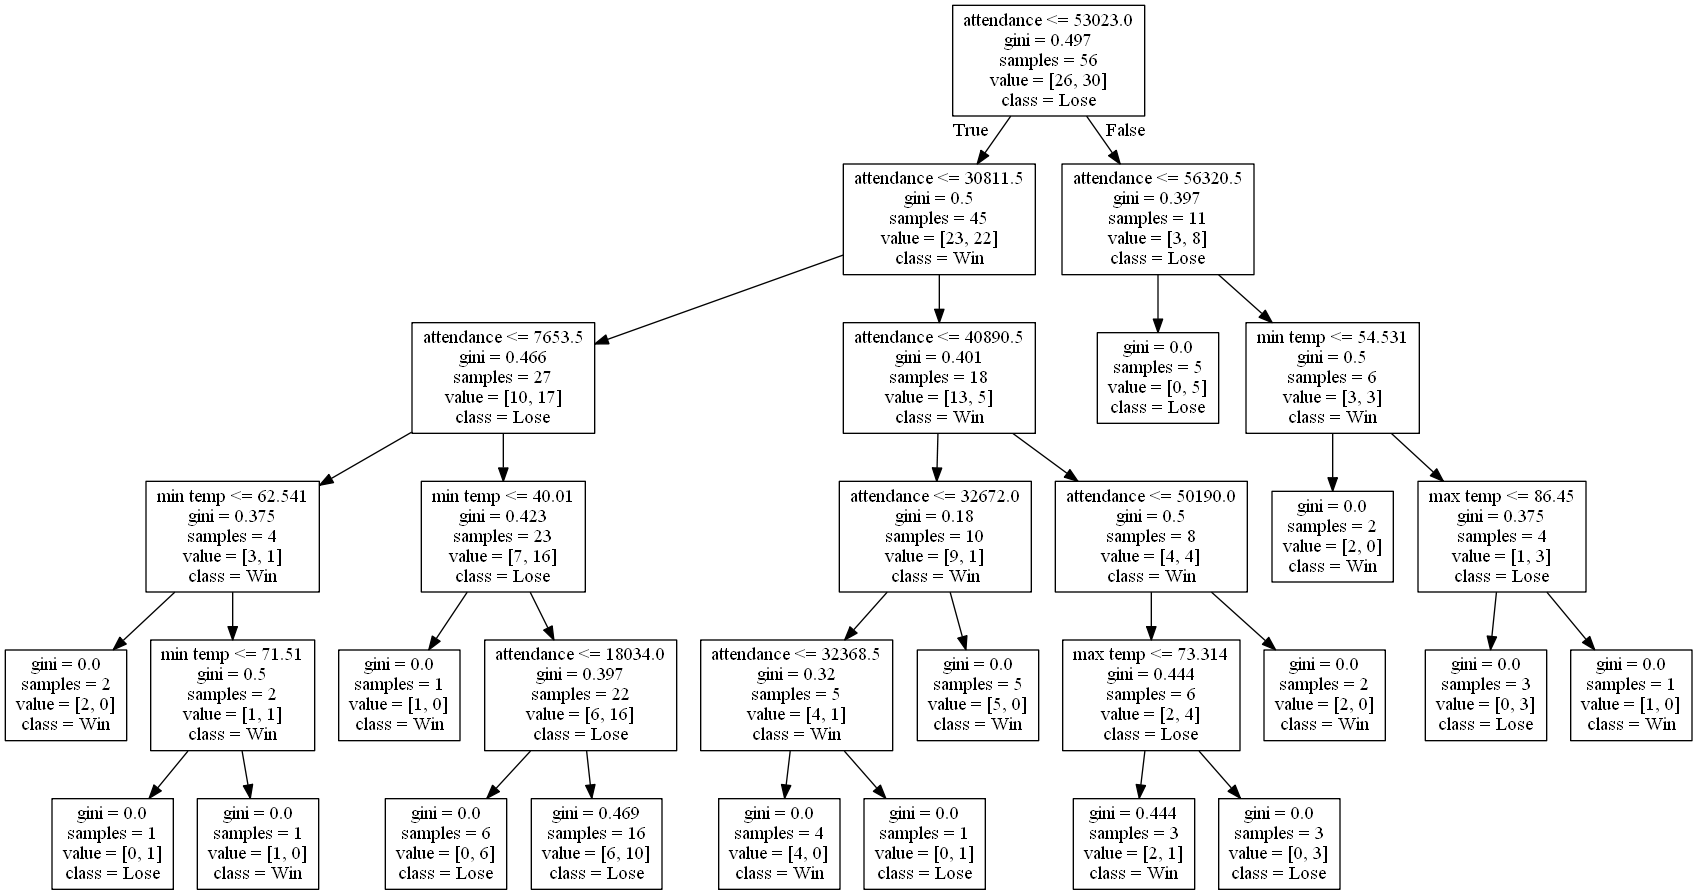 attendance <= 53023.0
gini = 0.497
samples = 56
value = [26, 30]
class = Lose
True
False
attendance <= 30811.5
gini = 0.5
samples = 45
value = [23, 22]
class = Win
attendance <= 56320.5
gini = 0.397
samples = 11
value = [3, 8]
class = Lose
attendance <= 7653.5
gini = 0.466
samples = 27
value = [10, 17]
class = Lose
attendance <= 40890.5
gini = 0.401
samples = 18
value = [13, 5]
class = Win
gini = 0.0
samples = 5
value = [0, 5]
class = Lose
min temp <= 54.531
gini = 0.5
samples = 6
value = [3, 3]
class = Win
min temp <= 62.541
gini = 0.375
samples = 4
value = [3, 1]
class = Win
min temp <= 40.01
gini = 0.423
samples = 23
value = [7, 16]
class = Lose
attendance <= 32672.0
gini = 0.18
samples = 10
value = [9, 1]
class = Win
attendance <= 50190.0
gini = 0.5
samples = 8
value = [4, 4]
class = Win
gini = 0.0
samples = 2
value = [2, 0]
class = Win
max temp <= 86.45
gini = 0.375
samples = 4
value = [1, 3]
class = Lose
gini = 0.0
samples = 2
value = [2, 0]
class = Win
min temp <= 71.51
gini = 0.5
samples = 2
value = [1, 1]
class = Win
gini = 0.0
samples = 1
value = [1, 0]
class = Win
attendance <= 18034.0
gini = 0.397
samples = 22
value = [6, 16]
class = Lose
attendance <= 32368.5
gini = 0.32
samples = 5
value = [4, 1]
class = Win
gini = 0.0
samples = 5
value = [5, 0]
class = Win
max temp <= 73.314
gini = 0.444
samples = 6
value = [2, 4]
class = Lose
gini = 0.0
samples = 2
value = [2, 0]
class = Win
gini = 0.0
samples = 3
value = [0, 3]
class = Lose
gini = 0.0
samples = 1
value = [1, 0]
class = Win
gini = 0.0
samples = 1
value = [0, 1]
class = Lose
gini = 0.0
samples = 1
value = [1, 0]
class = Win
gini = 0.0
samples = 6
value = [0, 6]
class = Lose
gini = 0.469
samples = 16
value = [6, 10]
class = Lose
gini = 0.0
samples = 4
value = [4, 0]
class = Win
gini = 0.0
samples = 1
value = [0, 1]
class = Lose
gini = 0.444
samples = 3
value = [2, 1]
class = Win
gini = 0.0
samples = 3
value = [0, 3]
class = Lose